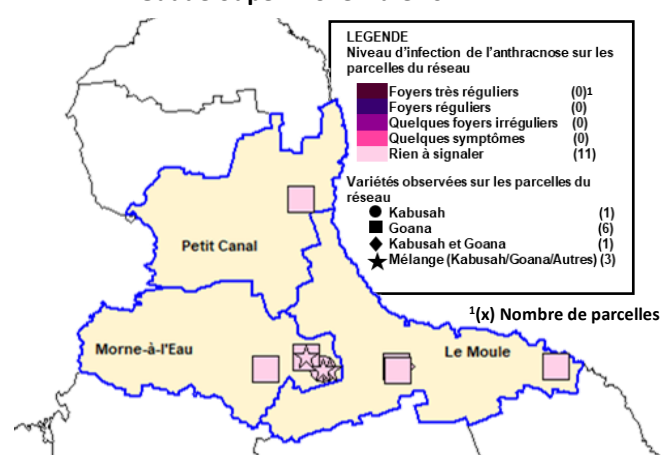 LEGENDE
Niveau d'infection de l'anthracnose sur les
parcelles du réseau
Foyers très réguliers (0)¹
Foyers réguliers (0)
Quelques foyers irréguliers (0)
Quelques symptômes (0)
Rien à signaler (11)
Variétés observées sur les parcelles du
réseau
Kabusah (1)
Goana (6)
Kabusah et Goana (1)
Mélange (Kabusah/Goana/Autres) (3)
¹(x) Nombre de parcelles
Petit Canal
Morne-à-l'Eau
Le Moule